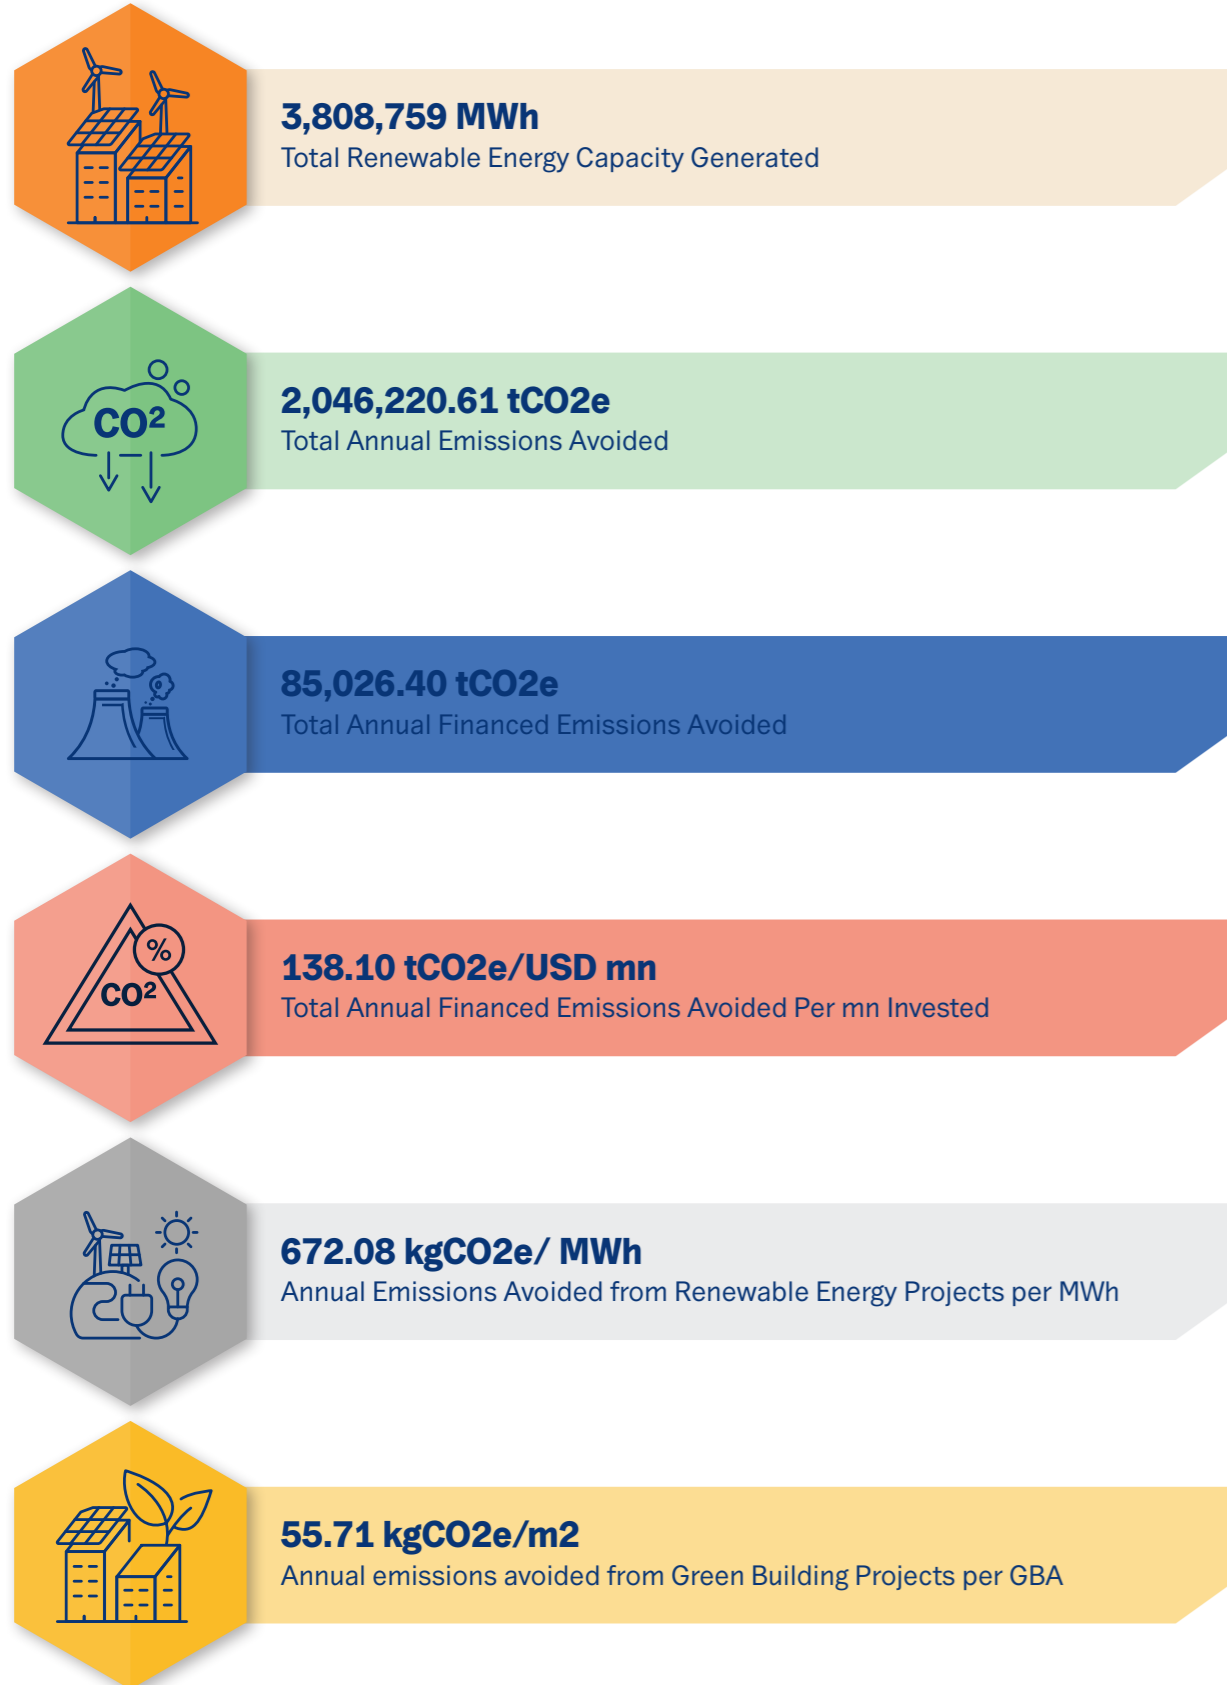 3,808,759 MWh
Total Renewable Energy Capacity Generated
CO²
2,046,220.61 tCO2e
Total Annual Emissions Avoided
85,026.40 tCO2e
Total Annual Financed Emissions Avoided
%
CO²
138.10 tCO2e/USD mn
Total Annual Financed Emissions Avoided Per mn Invested
672.08 kgCO2e/ MWh
Annual Emissions Avoided from Renewable Energy Projects per MWh
55.71 kgCO2e/m2
Annual emissions avoided from Green Building Projects per GBA